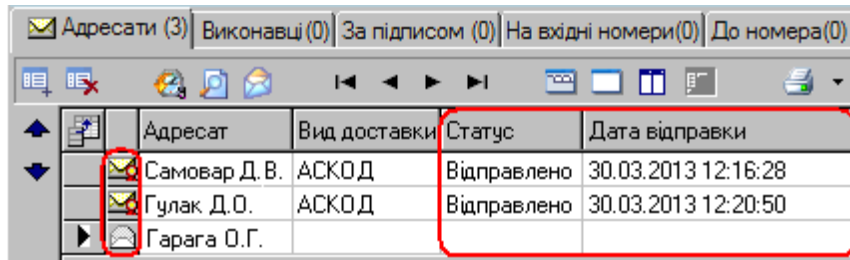 Адресати (3) Виконавці (0) За підписом (0) На вхідні номери(0) До номера(0)
Адресат Вид доставки Статус Дата відправки
Самовар Д.В. АСКОД Відправлено 30.03.2013 12:16:28
Гулак Д.О. АСКОД Відправлено 30.03.2013 12:20:50
Гарага О.Г.